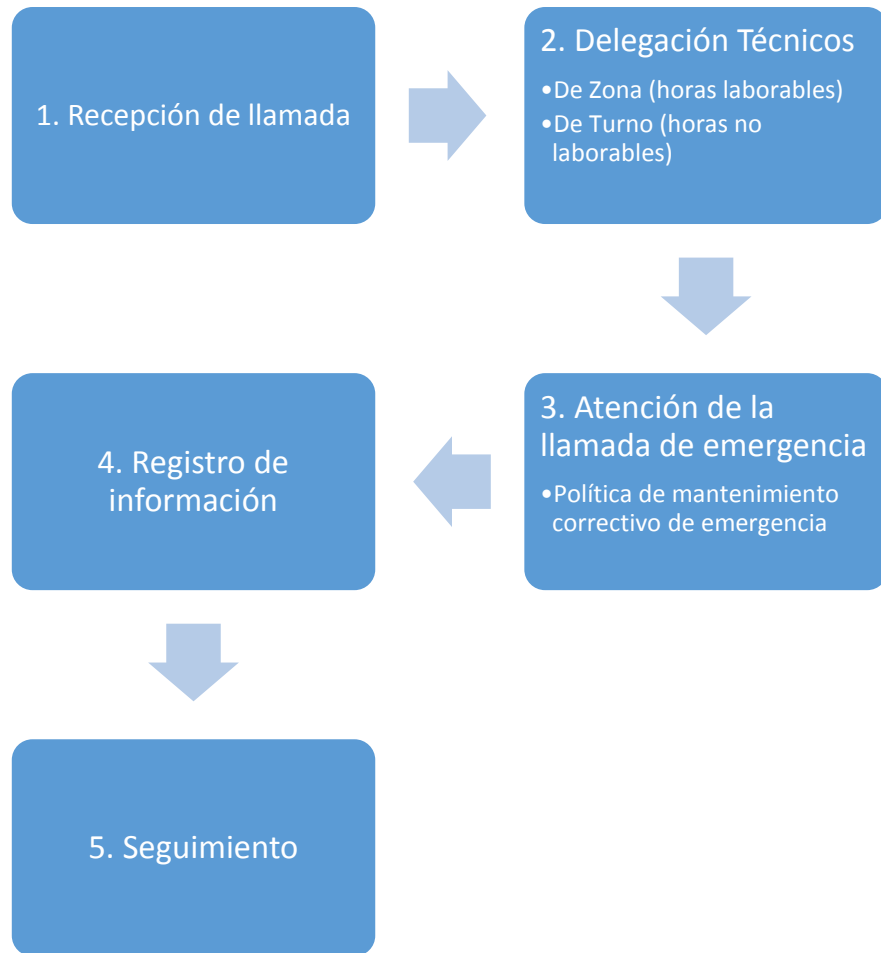 1. Recepción de llamada
2. Delegación Técnicos
•De Zona (horas laborables)
•De Turno (horas no
laborables)
3. Atención de la
llamada de emergencia
•Política de mantenimiento
correctivo de emergencia
4. Registro de
información
5. Seguimiento